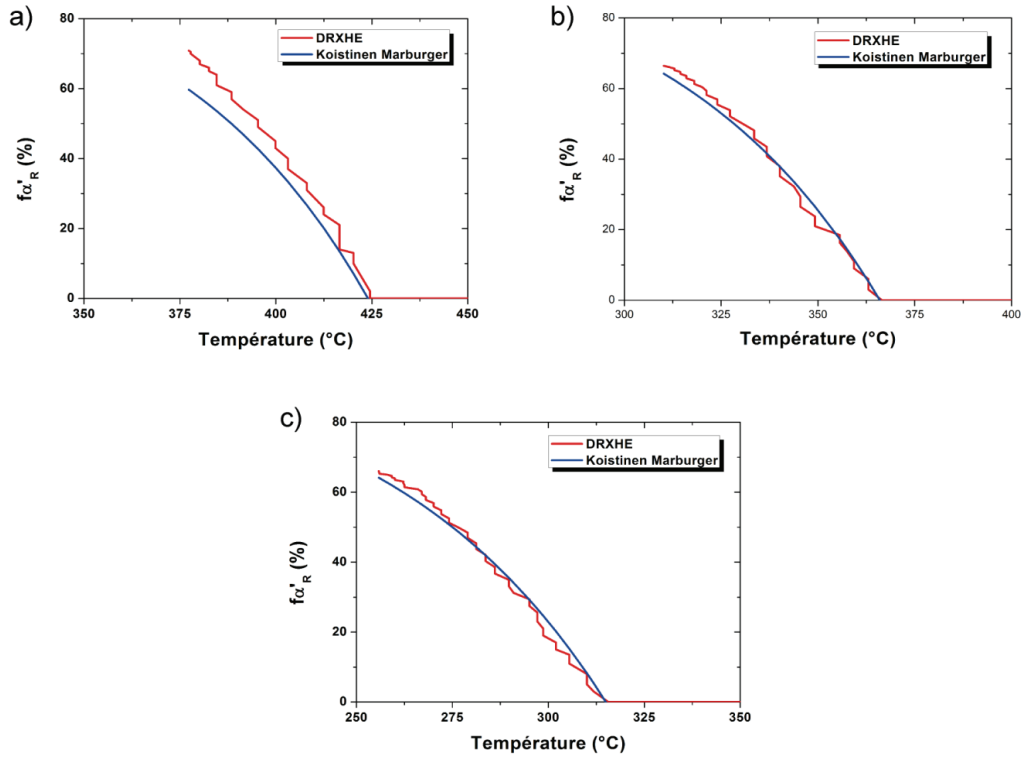 a)
80
60
40
20
0
fα'R (%)
DRXHE
Koistinen Marburger
350
375
400
425
450
Température (°C)
b)
80
60
40
20
0
fα'R (%)
DRXHE
Koistinen Marburger
300
325
350
375
400
Température (°C)
c)
80
60
40
20
0
fα'R (%)
DRXHE
Koistinen Marburger
250
275
300
325
350
Température (°C)